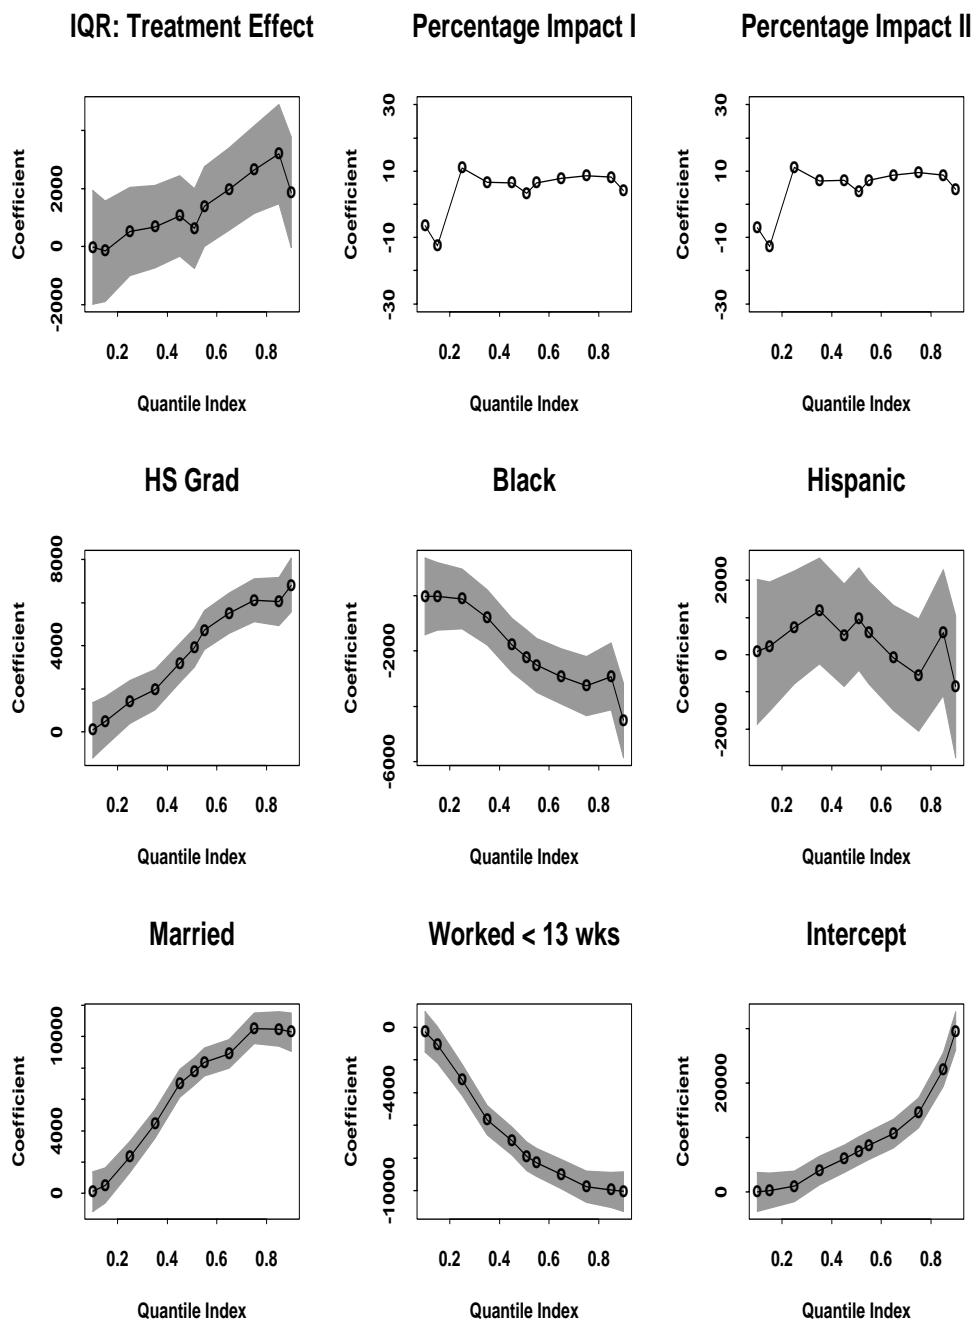 IQR: Treatment Effect Percentage Impact I Percentage Impact II
Coefficient
-2000 0 2000
0.2 0.4 0.6 0.8
Quantile Index
Coefficient
-30 -10 10 30
0.2 0.4 0.6 0.8
Quantile Index
Coefficient
-30 -10 10 30
0.2 0.4 0.6 0.8
Quantile Index
HS Grad Black Hispanic
Coefficient
0 4000 8000
0.2 0.4 0.6 0.8
Quantile Index
Coefficient
-6000 -2000
0.2 0.4 0.6 0.8
Quantile Index
Coefficient
-2000 0 2000
0.2 0.4 0.6 0.8
Quantile Index
Married Worked < 13 wks Intercept
Coefficient
0 4000 10000
0.2 0.4 0.6 0.8
Quantile Index
Coefficient
-10000 -4000 0
0.2 0.4 0.6 0.8
Quantile Index
Coefficient
0 20000
0.2 0.4 0.6 0.8
Quantile Index